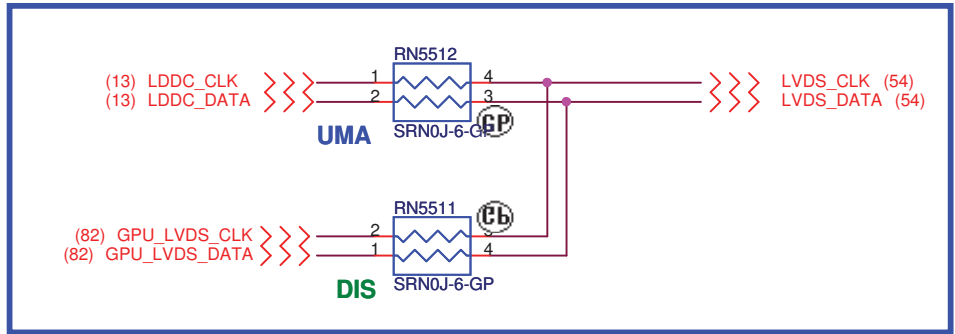 RN5512
(13) LDDC_CLK 1 4 LVDS_CLK (54)
(13) LDDC_DATA 2 3 LVDS_DATA (54)
UMA SRN0J-6-GP
GP
RN5511
(82) GPU_LVDS_CLK 2 3
(82) GPU_LVDS_DATA 1 4
DIS SRN0J-6-GP